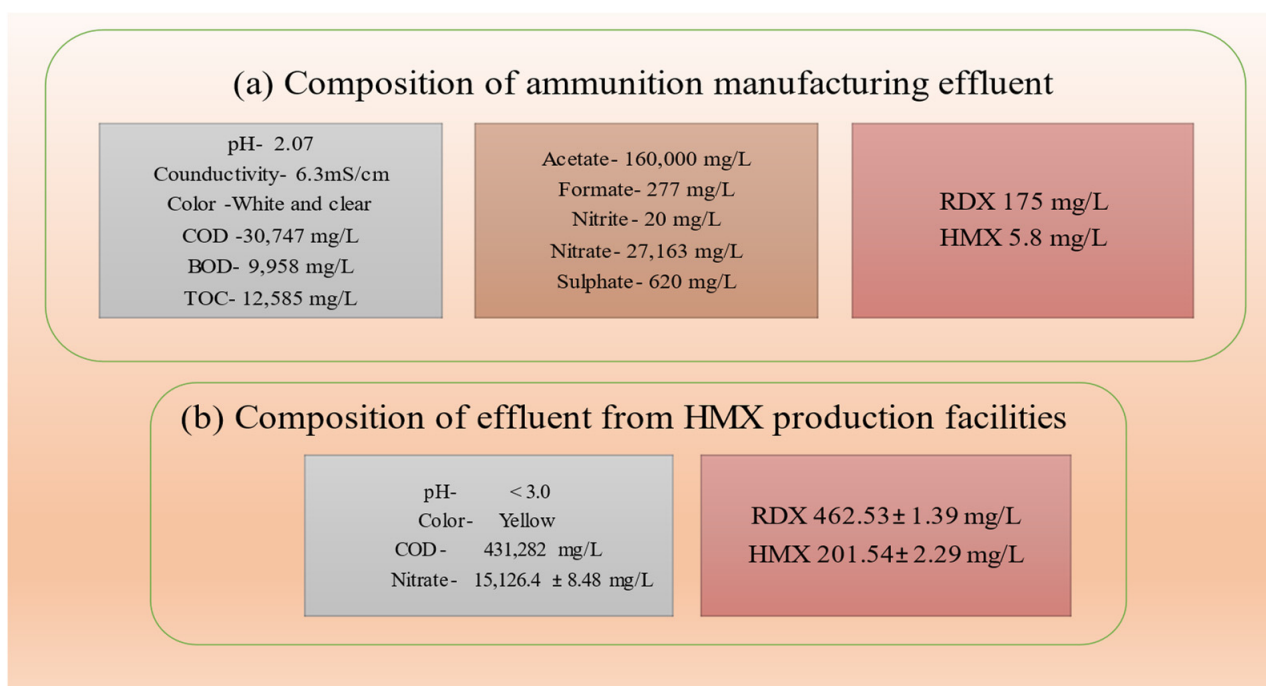 (a) Composition of ammunition manufacturing effluent
pH- 2.07
Counductivity- 6.3mS/cm
Color -White and clear
COD -30,747 mg/L
BOD- 9,958 mg/L
TOC- 12,585 mg/L
Acetate- 160,000 mg/L
Formate- 277 mg/L
Nitrite- 20 mg/L
Nitrate- 27,163 mg/L
Sulphate- 620 mg/L
RDX 175 mg/L
HMX 5.8 mg/L
(b) Composition of effluent from HMX production facilities
pH- < 3.0
Color- Yellow
COD- 431,282 mg/L
Nitrate- 15,126.4 ± 8.48 mg/L
RDX 462.53± 1.39 mg/L
HMX 201.54± 2.29 mg/L